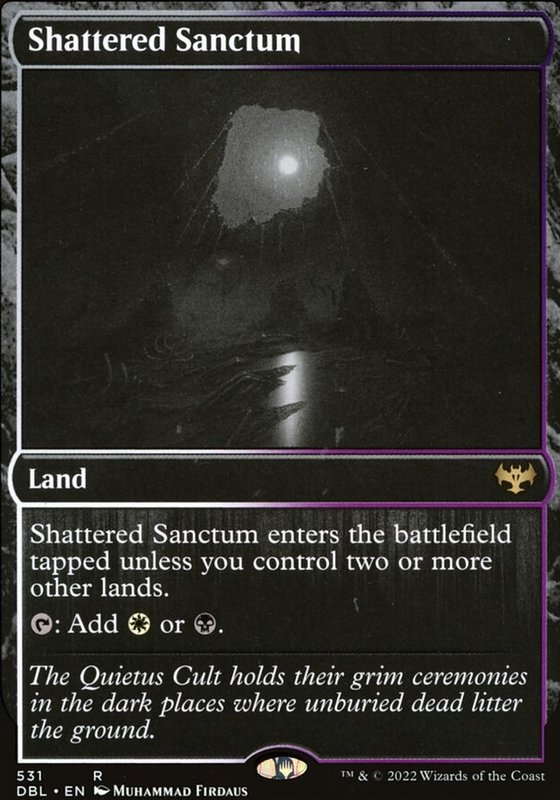 Shattered Sanctum
Land
Shattered Sanctum enters the battlefield
tapped unless you control two or more
other lands.
: Add or .
The Quietus Cult holds their grim ceremonies
in the dark places where unburied dead litter
the ground.
531 R
DBL • EN Muhammad Firdaus
™ & © 2022 Wizards of the Coast